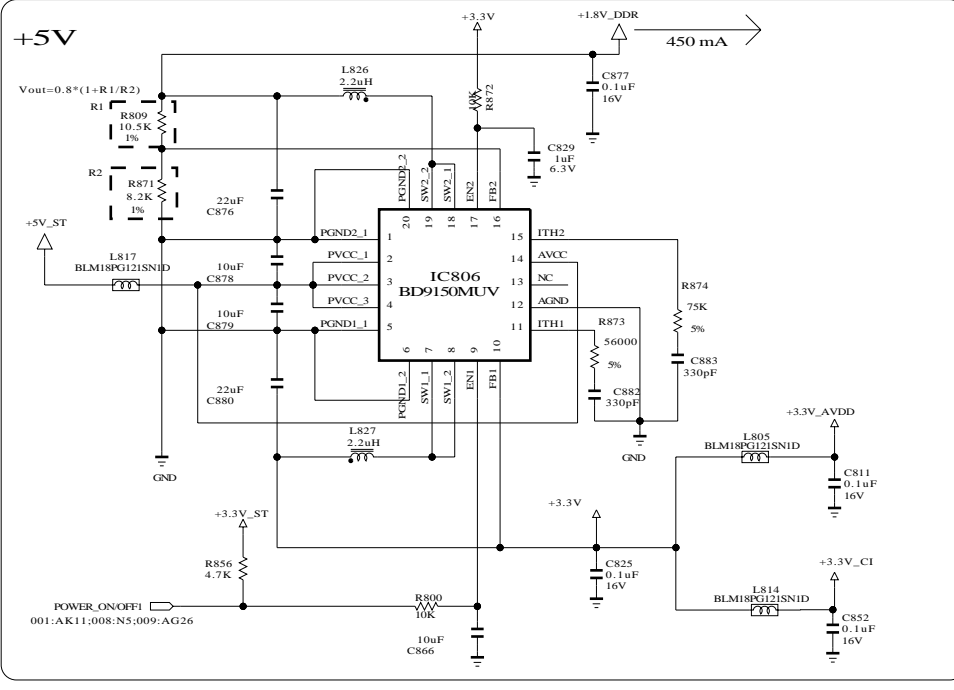 +5V
+3.3V
+1.8V_DDR
450 mA
L826
2.2uH
Vout=0.8*(1+R1/R2)
R1
R809
10.5K
1%
R2
R871
8.2K
1%
10K
R872
C877
0.1uF
16V
C829
1uF
6.3V
22uF
C876
PGND2_2
SW2_2
SW2_1
EN2
FB2
20
19
18
17
16
+5V_ST
L817
BLM18PG121SN1D
10uF
C878
10uF
C879
22uF
C880
PGND2_1
PVCC_1
PVCC_2
PVCC_3
PGND1_1
1
2
3
4
5
IC806
BD9150MUV
15
14
13
12
11
ITH2
AVCC
NC
AGND
ITH1
6
7
8
9
10
PGND1_2
SW1_1
SW1_2
EN1
FB1
R874
75K
5%
C883
330pF
R873
56000
5%
C882
330pF
GND
GND
L827
2.2uH
+3.3V_AVDD
L805
BLM18PG121SN1D
C811
0.1uF
16V
+3.3V_ST
R856
4.7K
+3.3V
C825
0.1uF
16V
+3.3V_CI
L814
BLM18PG121SN1D
C852
0.1uF
16V
POWER_ON/OFF1
001:AK11;008:N5;009:AG26
R800
10K
10uF
C866